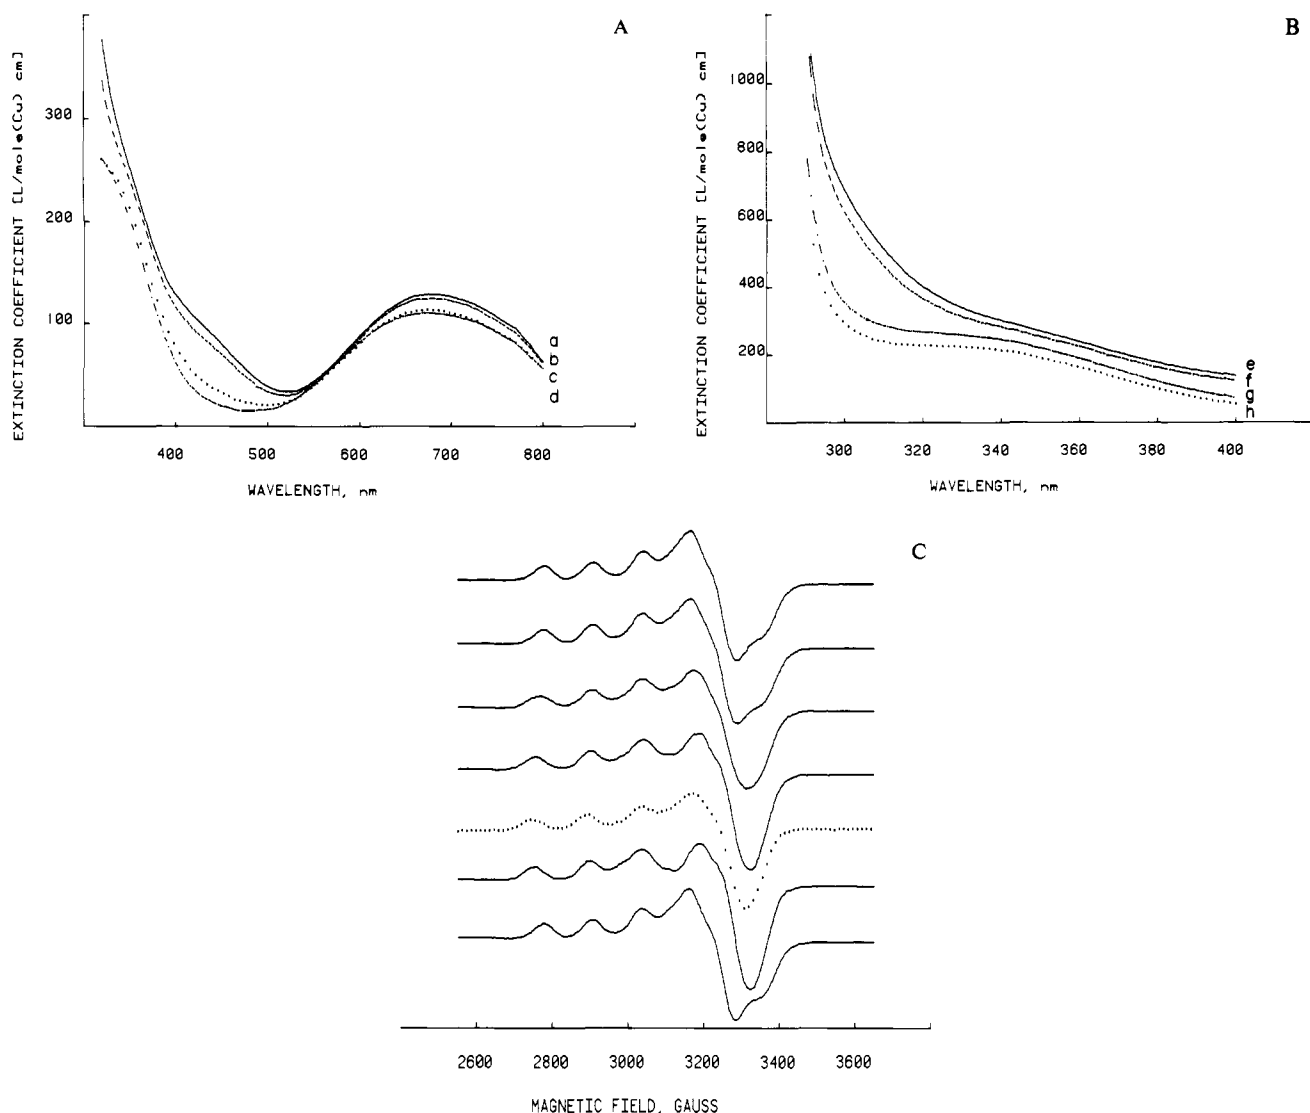 A
EXTINCTION COEFFICIENT [L/mole(Cu) cm]
300
200
100
a
b
c
d
400 500 600 700 800
WAVELENGTH, nm
B
EXTINCTION COEFFICIENT [L/mole(Cu) cm]
1000
800
600
400
200
e
f
g
h
300 320 340 360 380 400
WAVELENGTH, nm
C
2600 2800 3000 3200 3400 3600
MAGNETIC FIELD, GAUSS